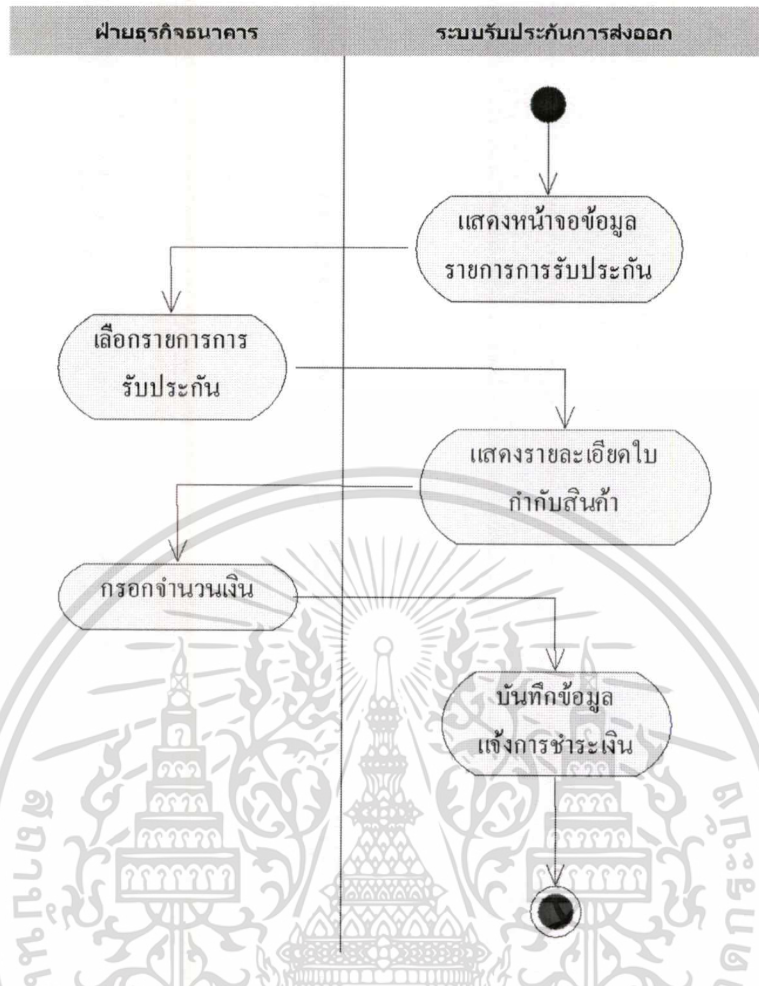 ฝ่ายธุรกิจธนาคาร
ระบบรับประกันการส่งออก
แสดงหน้าจอข้อมูล
รายการการรับประกัน
เลือกรายการการ
รับประกัน
แสดงรายละเอียดใบ
กำกับสินค้า
กรอกจำนวนเงิน
บันทึกข้อมูล
แจ้งการชำระเงิน